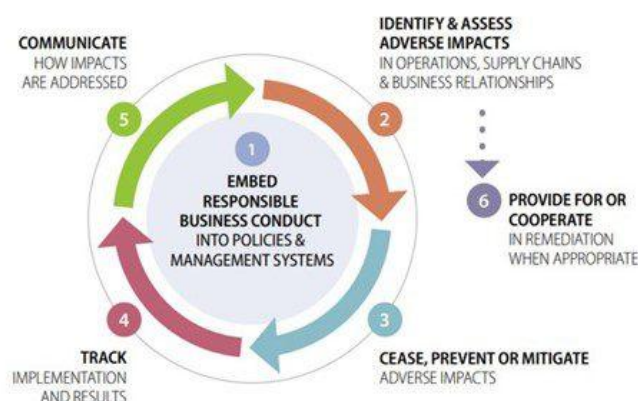 1
EMBED
RESPONSIBLE
BUSINESS CONDUCT
INTO POLICIES &
MANAGEMENT SYSTEMS
2
IDENTIFY & ASSESS
ADVERSE IMPACTS
IN OPERATIONS, SUPPLY CHAINS
& BUSINESS RELATIONSHIPS
3
CEASE, PREVENT OR MITIGATE
ADVERSE IMPACTS
4
TRACK
IMPLEMENTATION
AND RESULTS
5
COMMUNICATE
HOW IMPACTS
ARE ADDRESSED
6
PROVIDE FOR OR
COOPERATE
IN REMEDIATION
WHEN APPROPRIATE